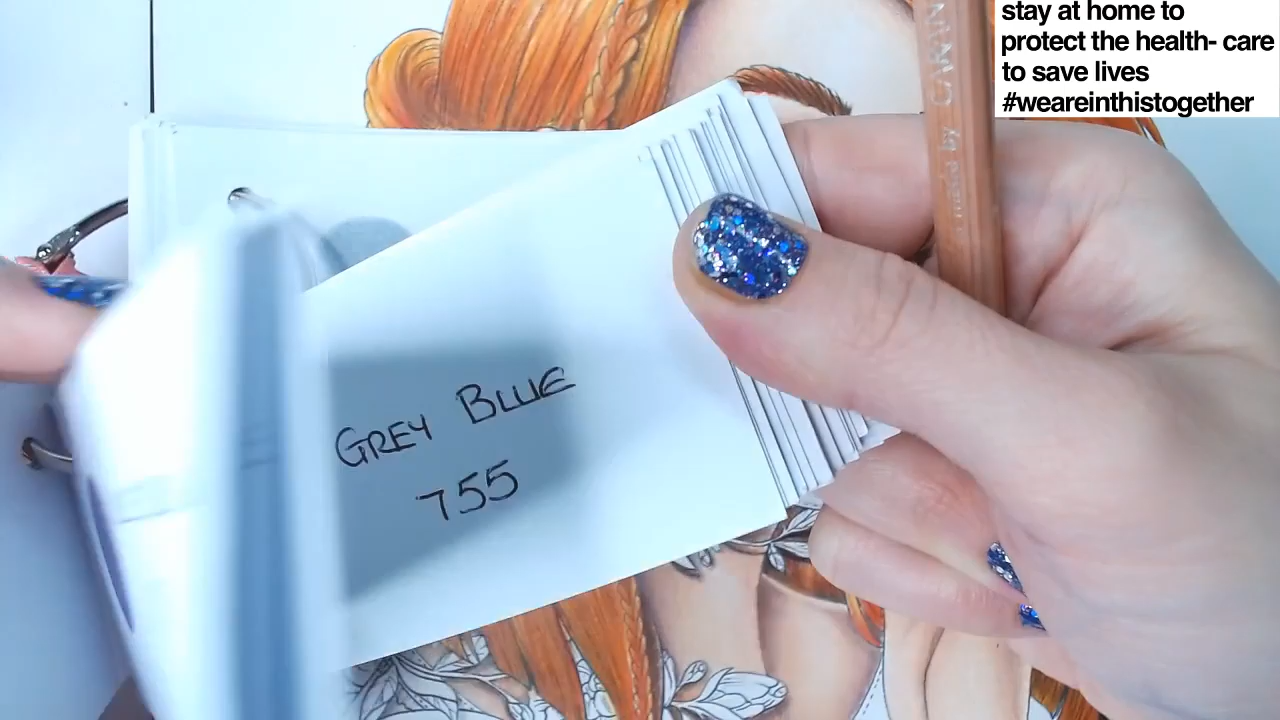 stay at home to
protect the health- care
to save lives
#weareinthistogether
GREY BLUE
755